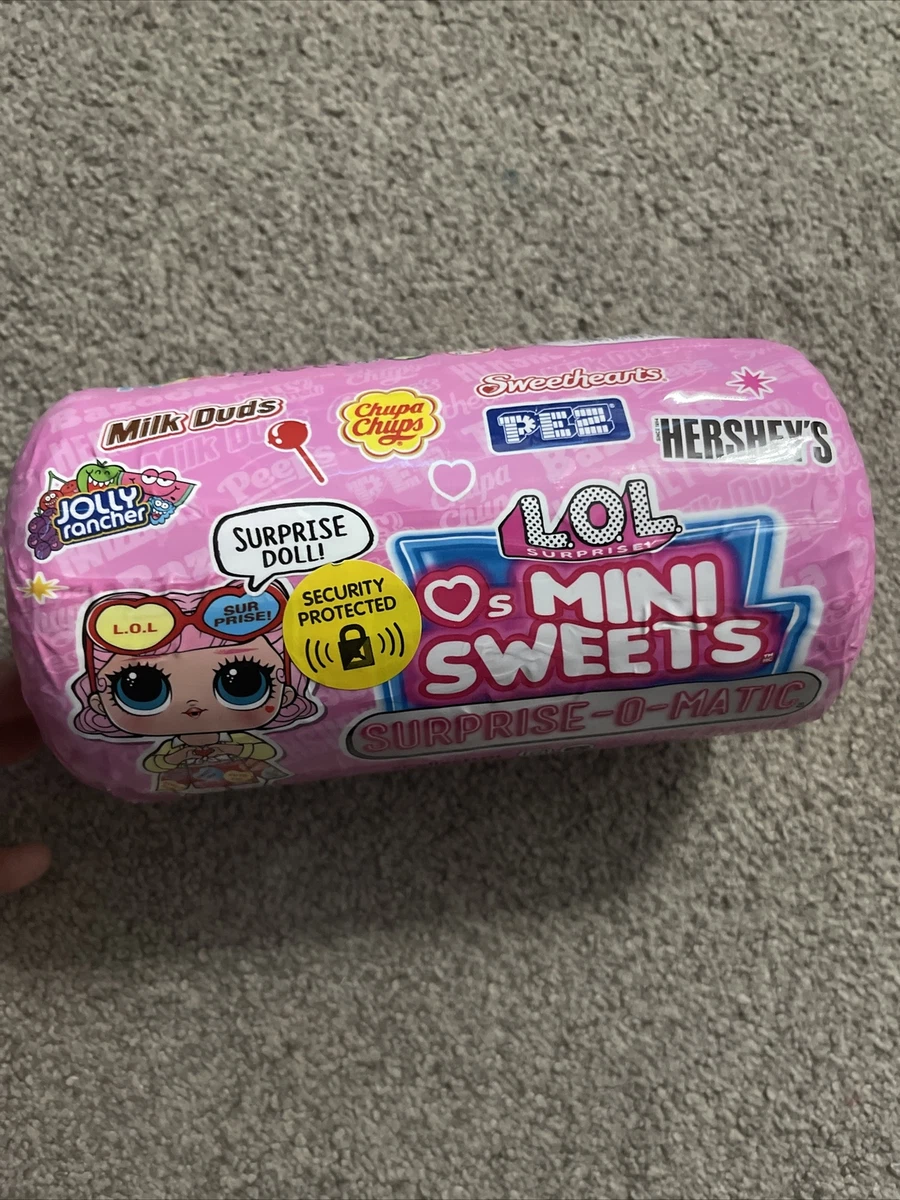 Sweethearts
Milk Duds
Chupa
Chups
PEZ
HERSHEY'S
JOLLY
rancher
SURPRISE
DOLL!
L.O.L.
SURPRISE!
SECURITY
PROTECTED
L.O.L
SUR
PRISE!
s MINI
SWEETS
SURPRISE-O-MATIC